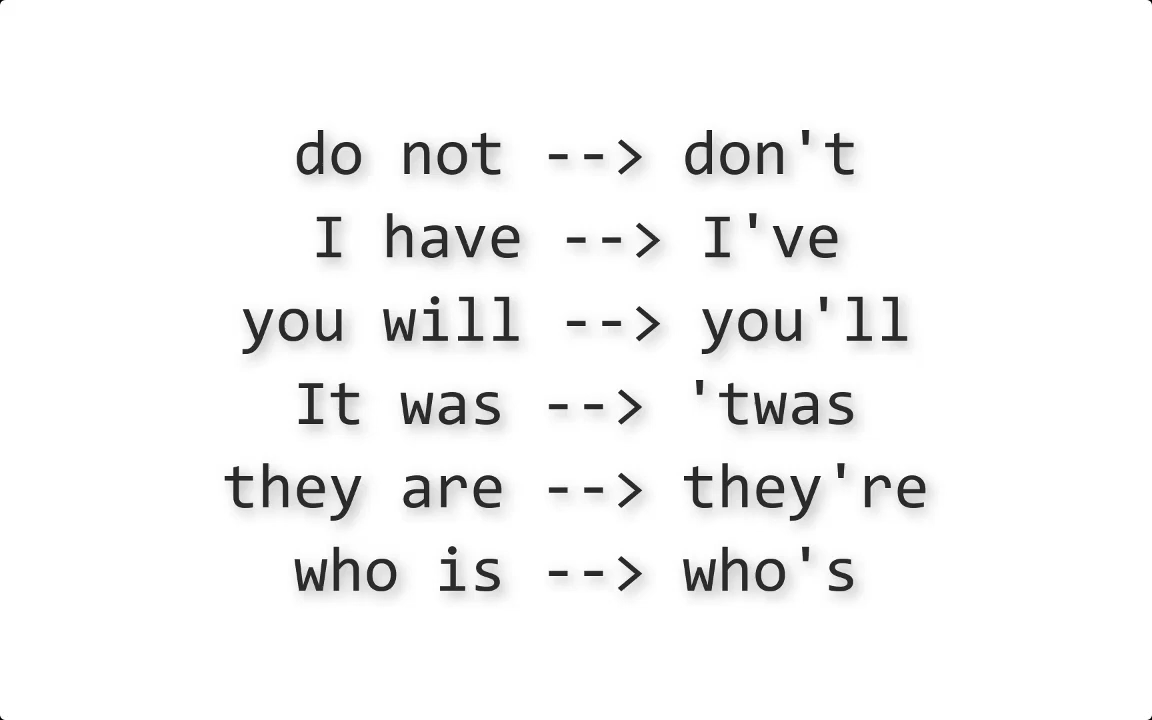 do not --> don't
I have --> I've
you will --> you'll
It was --> 'twas
they are --> they're
who is --> who's